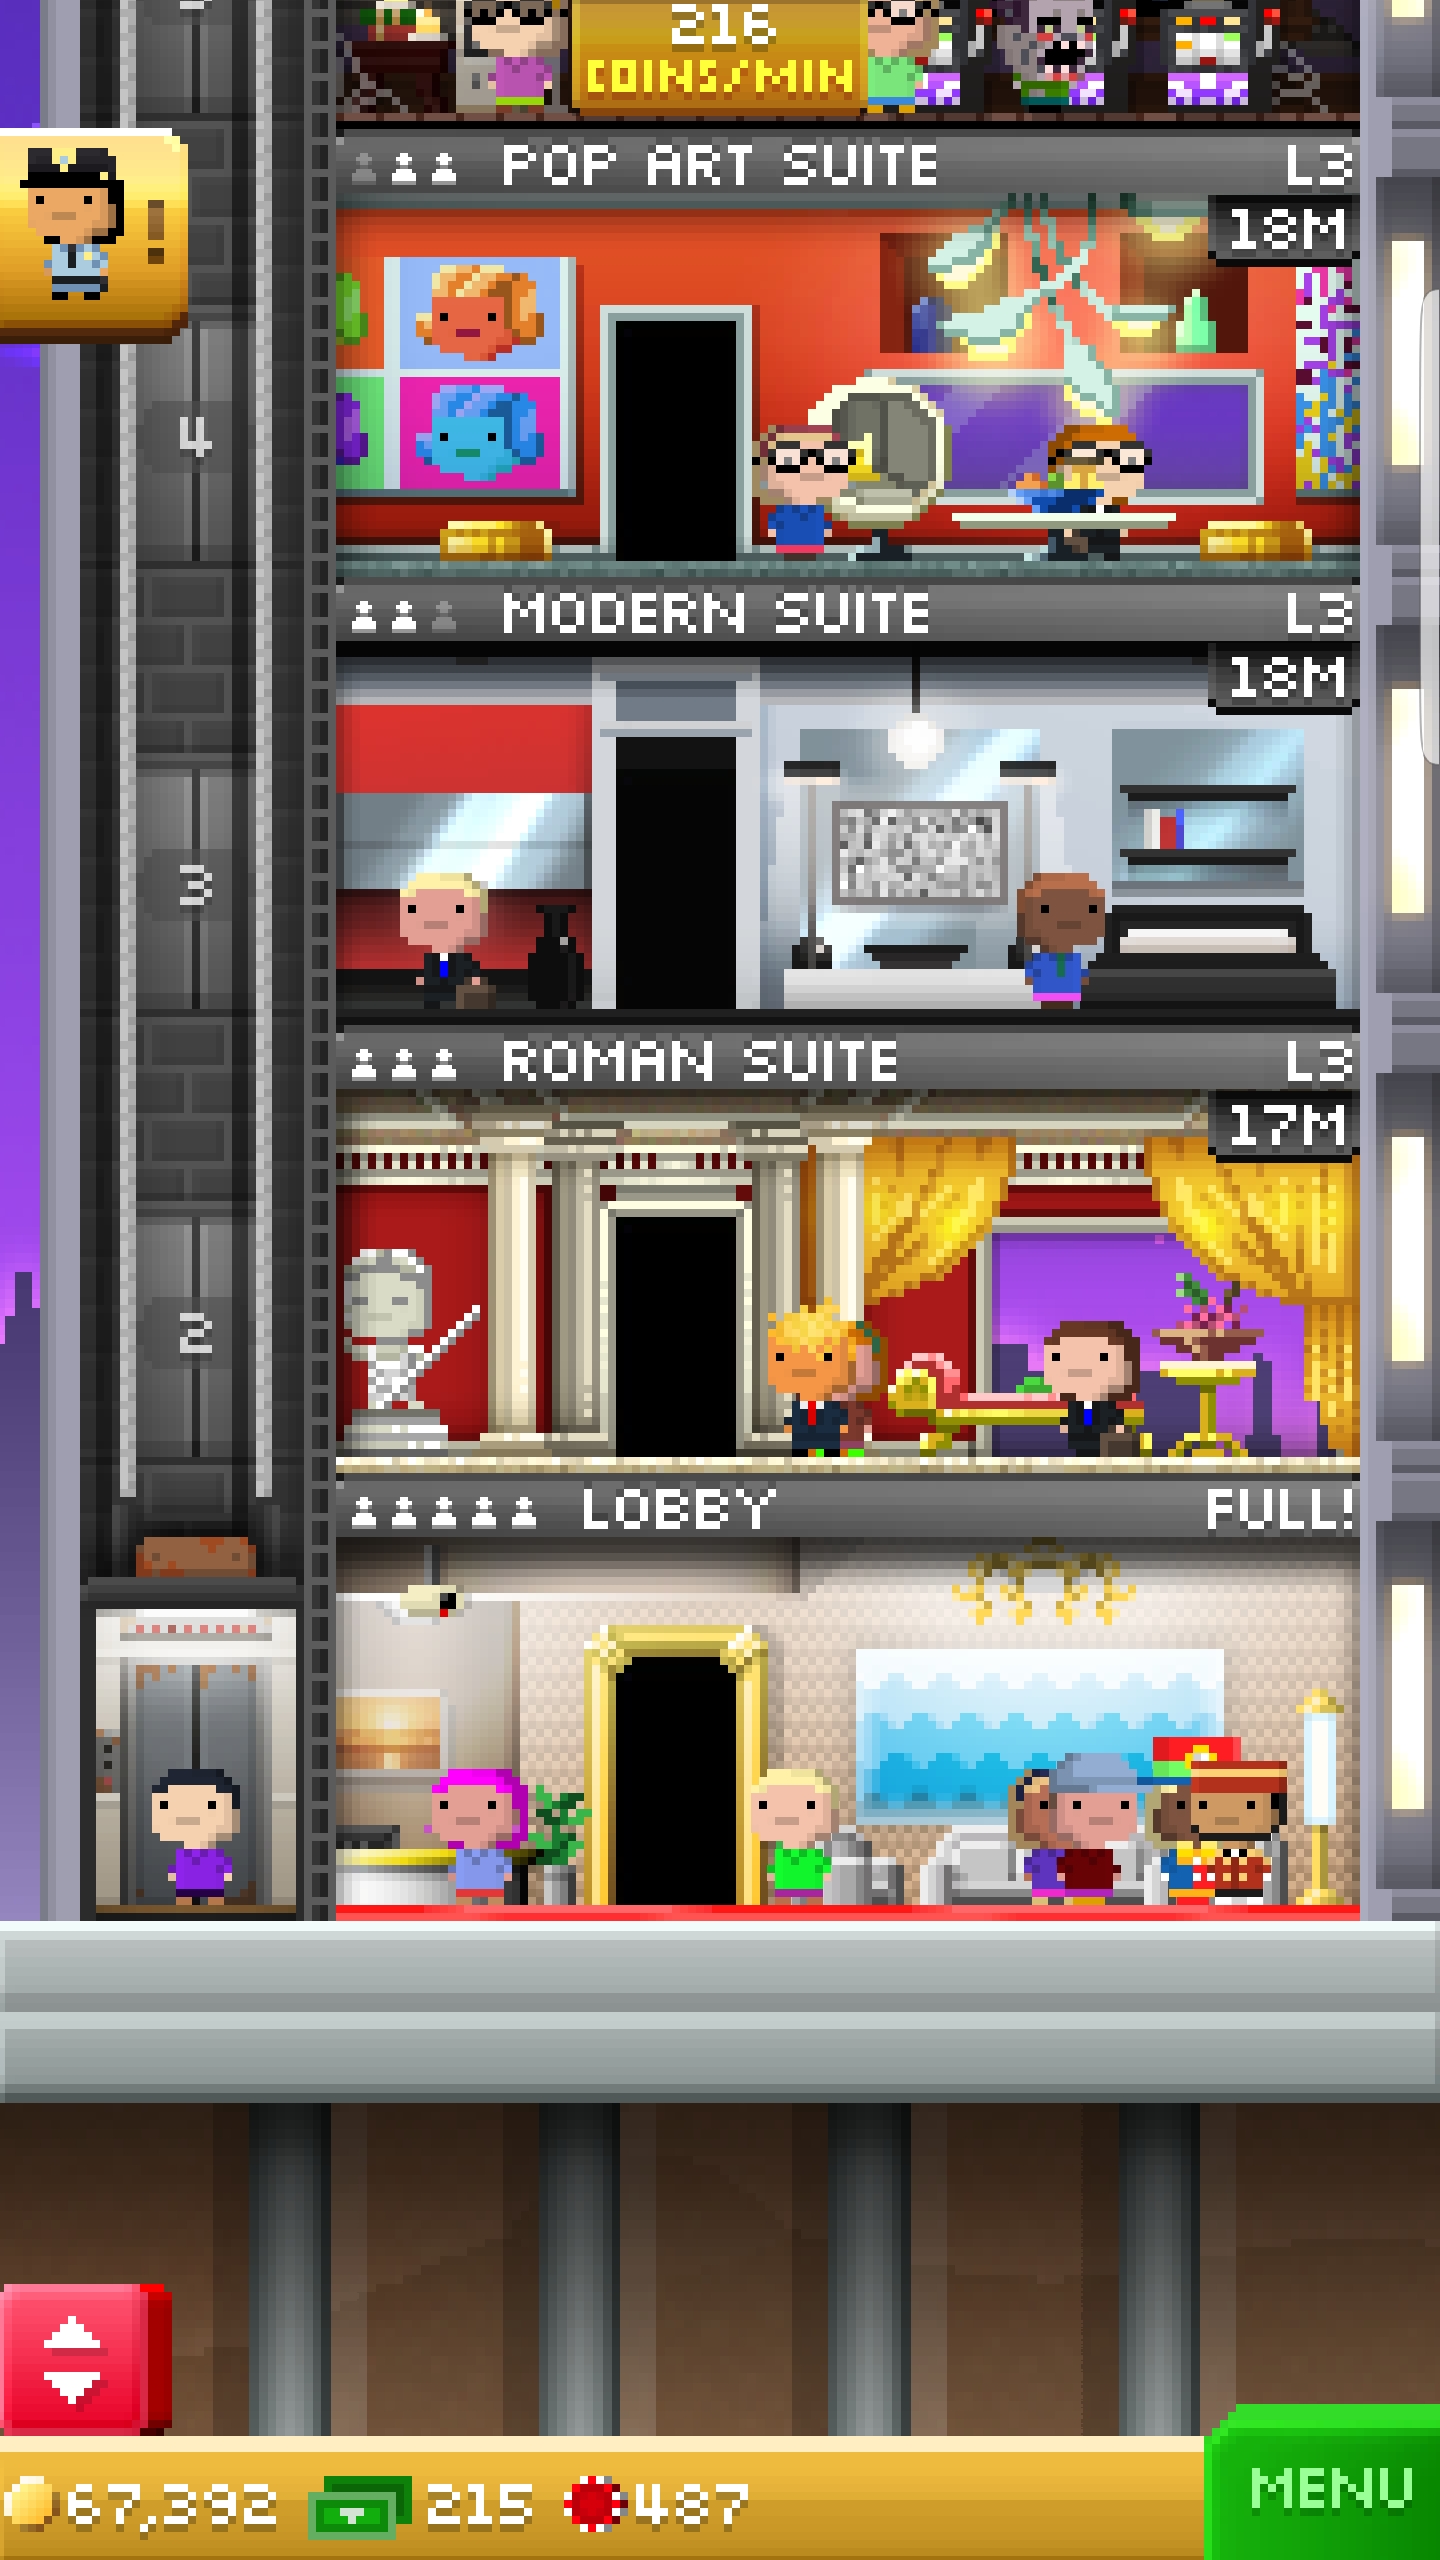 216
COINS/MIN
POP ART SUITE L3
18M
!
4
MODERN SUITE L3
18M
3
ROMAN SUITE L3
17M
2
LOBBY FULL!
67,392 215 487
MENU